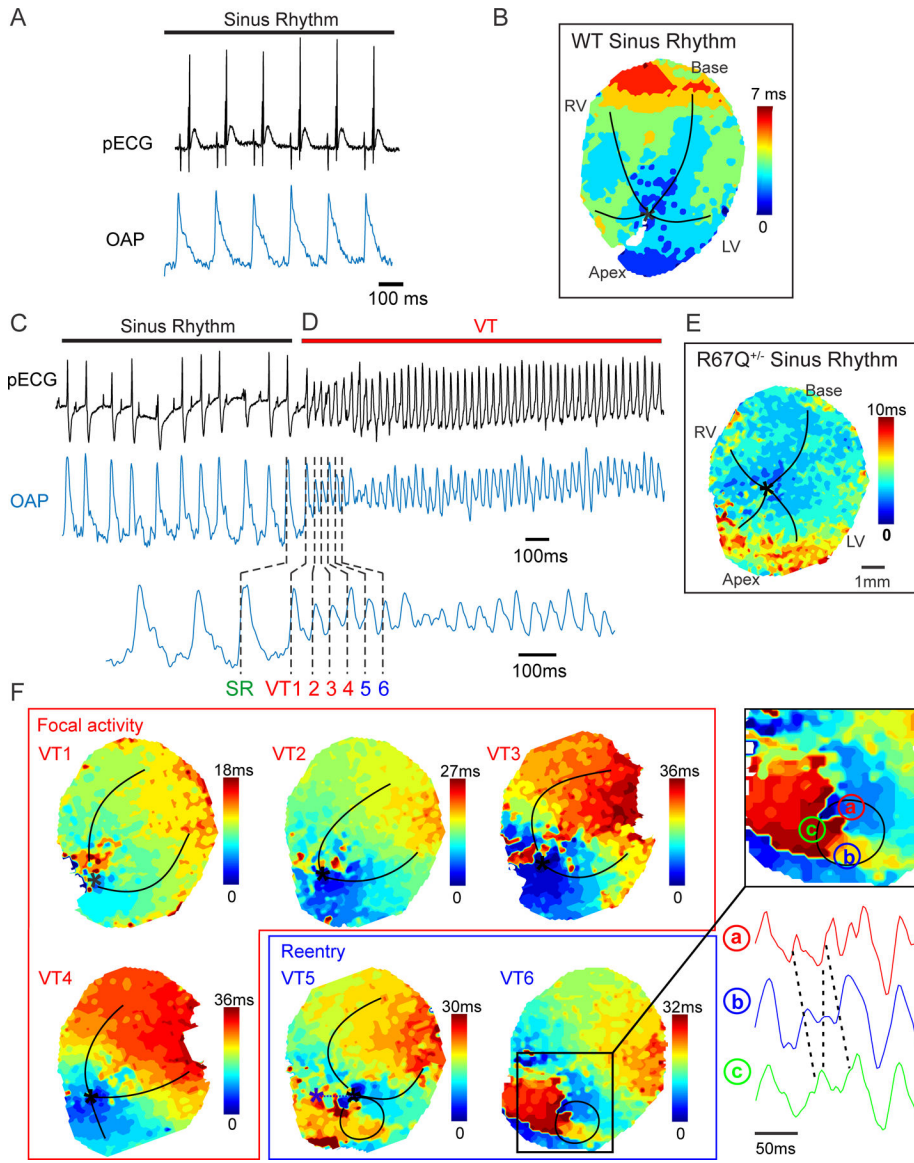 A
Sinus Rhythm
pECG
OAP
100 ms
B
WT Sinus Rhythm
Base
RV
7 ms
0
LV
Apex
C
Sinus Rhythm
D
VT
pECG
OAP
100ms
100ms
SR VT1 2 3 4 5 6
E
R67Q+/- Sinus Rhythm
Base
RV
10ms
0
LV
Apex
1mm
F
Focal activity
VT1
18ms
0
VT2
27ms
0
VT3
36ms
0
VT4
36ms
0
Reentry
VT5
30ms
0
VT6
32ms
0
a
c
b
a
b
c
50ms